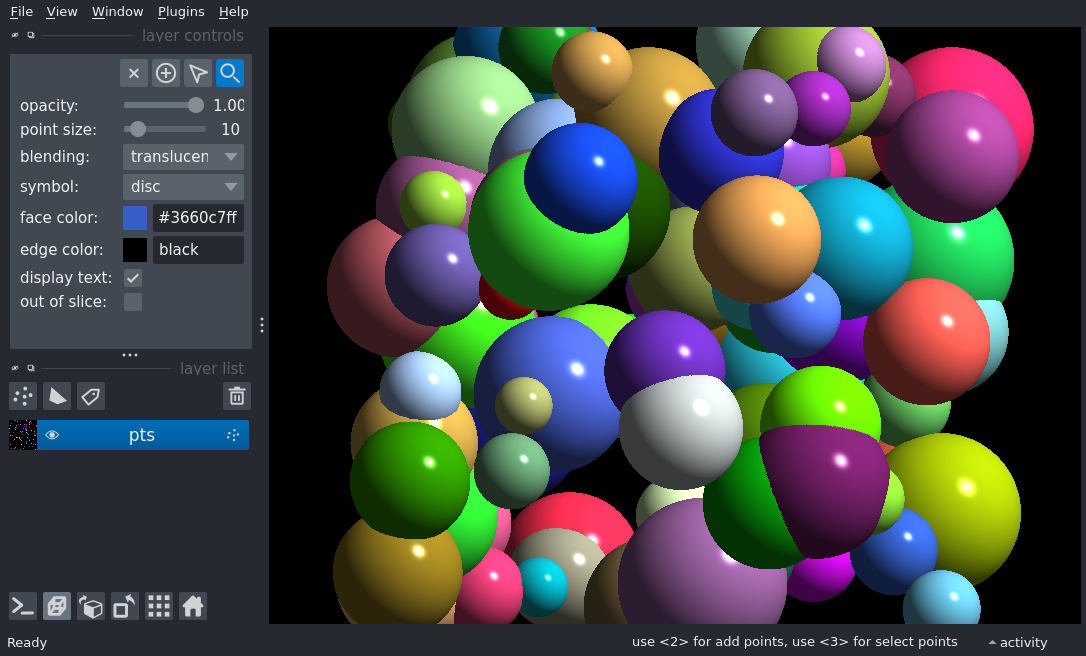 File View Window Plugins Help
layer controls
opacity: 1.00
point size: 10
blending: translucen
symbol: disc
face color: #3660c7ff
edge color: black
display text:
out of slice:
layer list
pts
Ready
use <2> for add points, use <3> for select points
activity